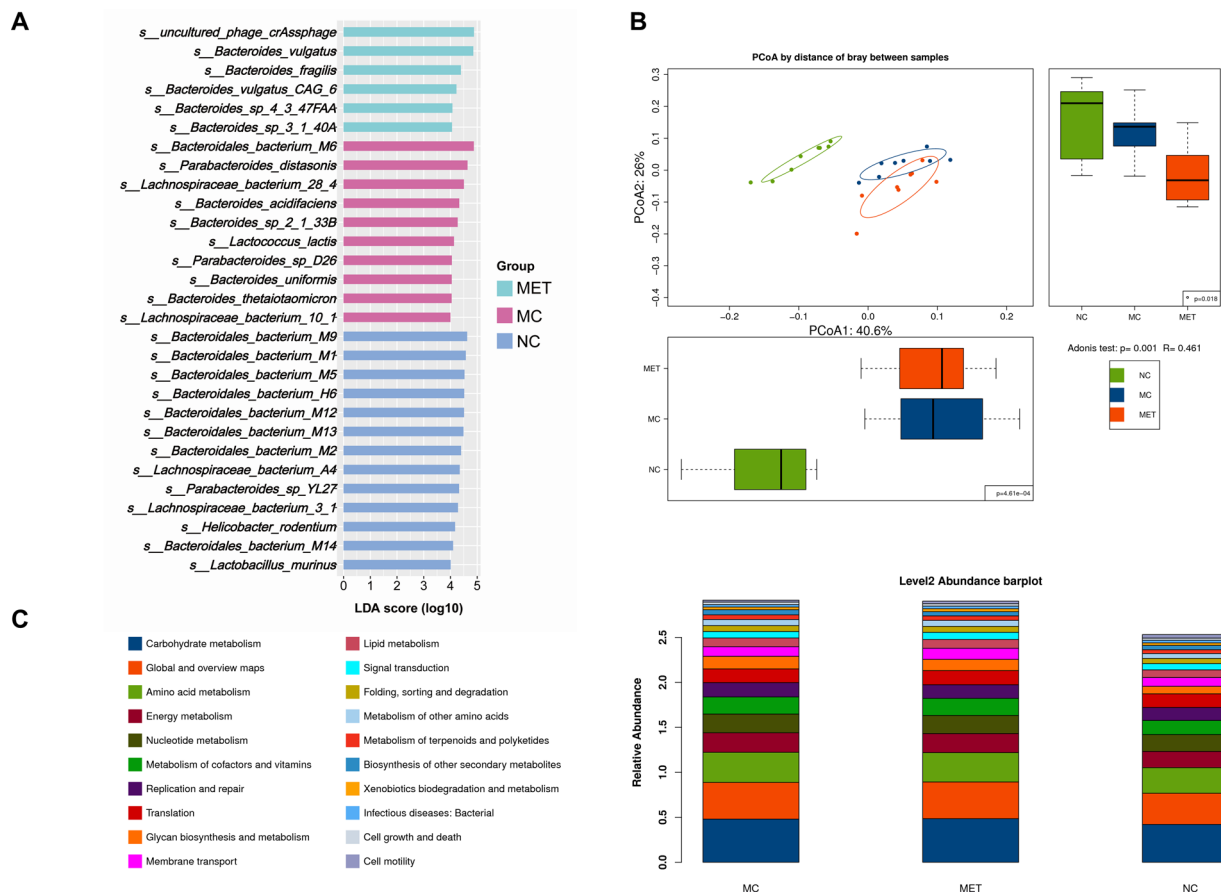 A
s__uncultured_phage_crAssphage
s__Bacteroides_vulgatus
s__Bacteroides_fragilis
s__Bacteroides_vulgatus_CAG_6
s__Bacteroides_sp_4_3_47FAA
s__Bacteroides_sp_3_1_40A
s__Bacteroidales_bacterium_M6
s__Parabacteroides_distasonis
s__Lachnospiraceae_bacterium_28_4
s__Bacteroides_acidifaciens
s__Bacteroides_sp_2_1_33B
s__Lactococcus_lactis
s__Parabacteroides_sp_D26
s__Bacteroides_uniformis
s__Bacteroides_thetaiotaomicron
s__Lachnospiraceae_bacterium_10_1
s__Bacteroidales_bacterium_M9
s__Bacteroidales_bacterium_M1
s__Bacteroidales_bacterium_M5
s__Bacteroidales_bacterium_H6
s__Bacteroidales_bacterium_M12
s__Bacteroidales_bacterium_M13
s__Bacteroidales_bacterium_M2
s__Lachnospiraceae_bacterium_A4
s__Parabacteroides_sp_YL27
s__Lachnospiraceae_bacterium_3_1
s__Helicobacter_rodentium
s__Bacteroidales_bacterium_M14
s__Lactobacillus_murinus
0 1 2 3 4 5
LDA score (log10)
Group
MET
MC
NC
B
PCoA by distance of bray between samples
PCoA2: 26%
0.3
0.2
0.1
0.0
−0.1
−0.2
−0.3
−0.4
−0.2 −0.1 0.0 0.1 0.2
PCoA1: 40.6%
p=0.018
NC MC MET
MET
MC
NC
p=4.61e−04
Adonis test: p= 0.001 R= 0.461
NC
MC
MET
C
Carbohydrate metabolism
Global and overview maps
Amino acid metabolism
Energy metabolism
Nucleotide metabolism
Metabolism of cofactors and vitamins
Replication and repair
Translation
Glycan biosynthesis and metabolism
Membrane transport
Lipid metabolism
Signal transduction
Folding, sorting and degradation
Metabolism of other amino acids
Metabolism of terpenoids and polyketides
Biosynthesis of other secondary metabolites
Xenobiotics biodegradation and metabolism
Infectious diseases: Bacterial
Cell growth and death
Cell motility
Level2 Abundance barplot
Relative Abundance
2.5
2.0
1.5
1.0
0.5
0.0
MC MET NC